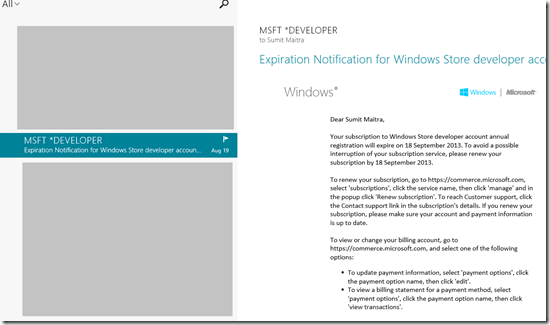 All
MSFT *DEVELOPER
Expiration Notification for Windows Store developer accoun...
Aug 19
MSFT *DEVELOPER
to Sumit Maitra
Expiration Notification for Windows Store developer acco
Windows®
Windows | Microsoft
Dear Sumit Maitra,
Your subscription to Windows Store developer account annual
registration will expire on 18 September 2013. To avoid a possible
interruption of your subscription service, please renew your
subscription by 18 September 2013.
To renew your subscription, go to https://commerce.microsoft.com,
select 'subscriptions', click the service name, then click 'manage' and in
the popup click 'Renew subscription'. To reach Customer support, click
the Contact support link in the subscription's details. If you renew your
subscription, please make sure your account and payment information
is up to date.
To view or change your billing account, go to
https://commerce.microsoft.com, and select one of the following
options:
• To update payment information, select 'payment options', click
the payment option name, then click 'edit'.
• To view a billing statement for a payment method, select
'payment options', click the payment option name, then click
'view transactions'.